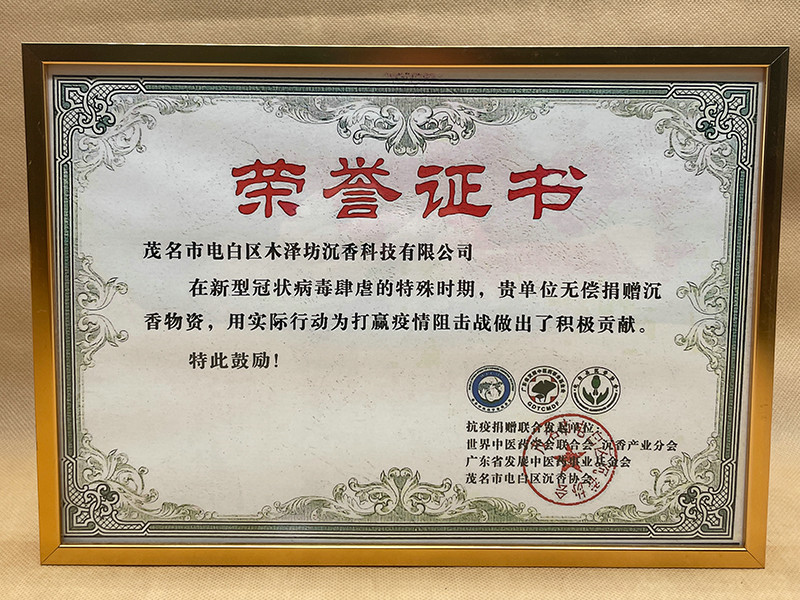 荣誉证书
茂名市电白区木泽坊沉香科技有限公司
在新型冠状病毒肆虐的特殊时期，贵单位无偿捐赠沉
香物资，用实际行动为打赢疫情阻击战做出了积极贡献。
特此鼓励！
GDTCMDF
抗疫捐赠联合发起单位
世界中医药学会联合会 沉香产业分会
广东省发展中医药事业基金会
茂名市电白区沉香协会